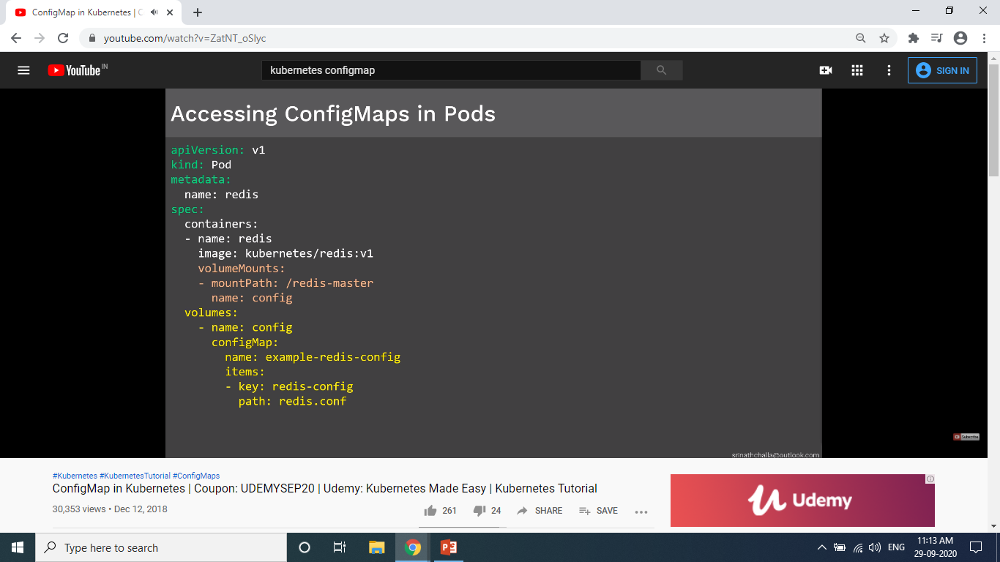 ConfigMap in Kubernetes | C
youtube.com/watch?v=ZatNT_oSIyc
YouTube IN
kubernetes configmap
SIGN IN
Accessing ConfigMaps in Pods
apiVersion: v1
kind: Pod
metadata:
  name: redis
spec:
  containers:
  - name: redis
    image: kubernetes/redis:v1
    volumeMounts:
    - mountPath: /redis-master
      name: config
  volumes:
    - name: config
      configMap:
        name: example-redis-config
        items:
        - key: redis-config
          path: redis.conf
Subscribe
srinathchalla@outlook.com
#Kubernetes #KubernetesTutorial #ConfigMaps
ConfigMap in Kubernetes | Coupon: UDEMYSEP20 | Udemy: Kubernetes Made Easy | Kubernetes Tutorial
30,353 views • Dec 12, 2018
261
24
SHARE
SAVE
Udemy
Type here to search
ENG
11:13 AM
29-09-2020